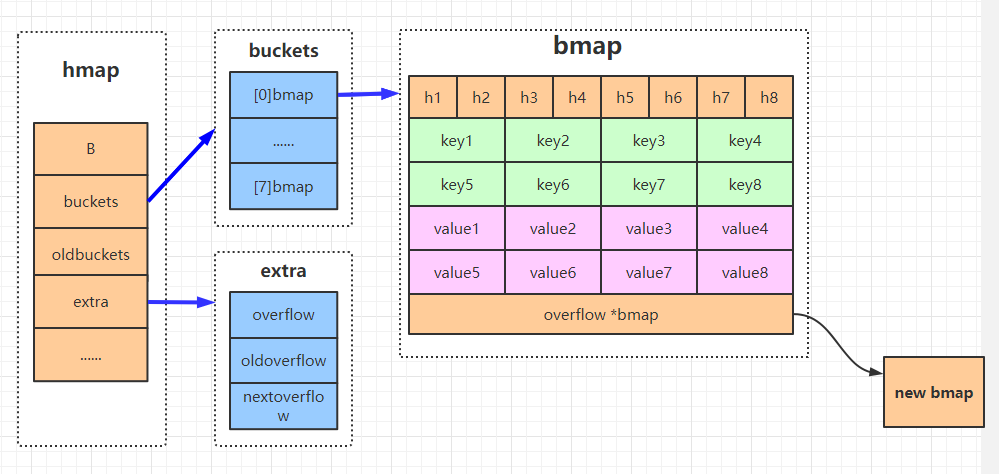 hmap
B
buckets
oldbuckets
extra
......
buckets
[0]bmap
......
[7]bmap
extra
overflow
oldoverflow
nextoverflo
w
bmap
h1 h2 h3 h4 h5 h6 h7 h8
key1 key2 key3 key4
key5 key6 key7 key8
value1 value2 value3 value4
value5 value6 value7 value8
overflow *bmap
new bmap